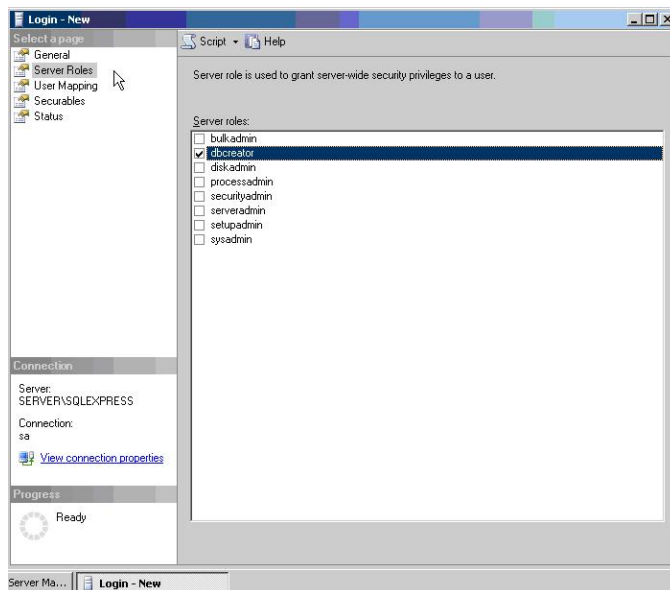 Login - New
Select a page
General
Server Roles
User Mapping
Securables
Status
Script
Help
Server role is used to grant server-wide security privileges to a user.
Server roles:
bulkadmin
dbcreator
diskadmin
processadmin
securityadmin
serveradmin
setupadmin
sysadmin
Connection
Server:
SERVER\SQLEXPRESS
Connection:
sa
View connection properties
Progress
Ready
Server Ma...
Login - New